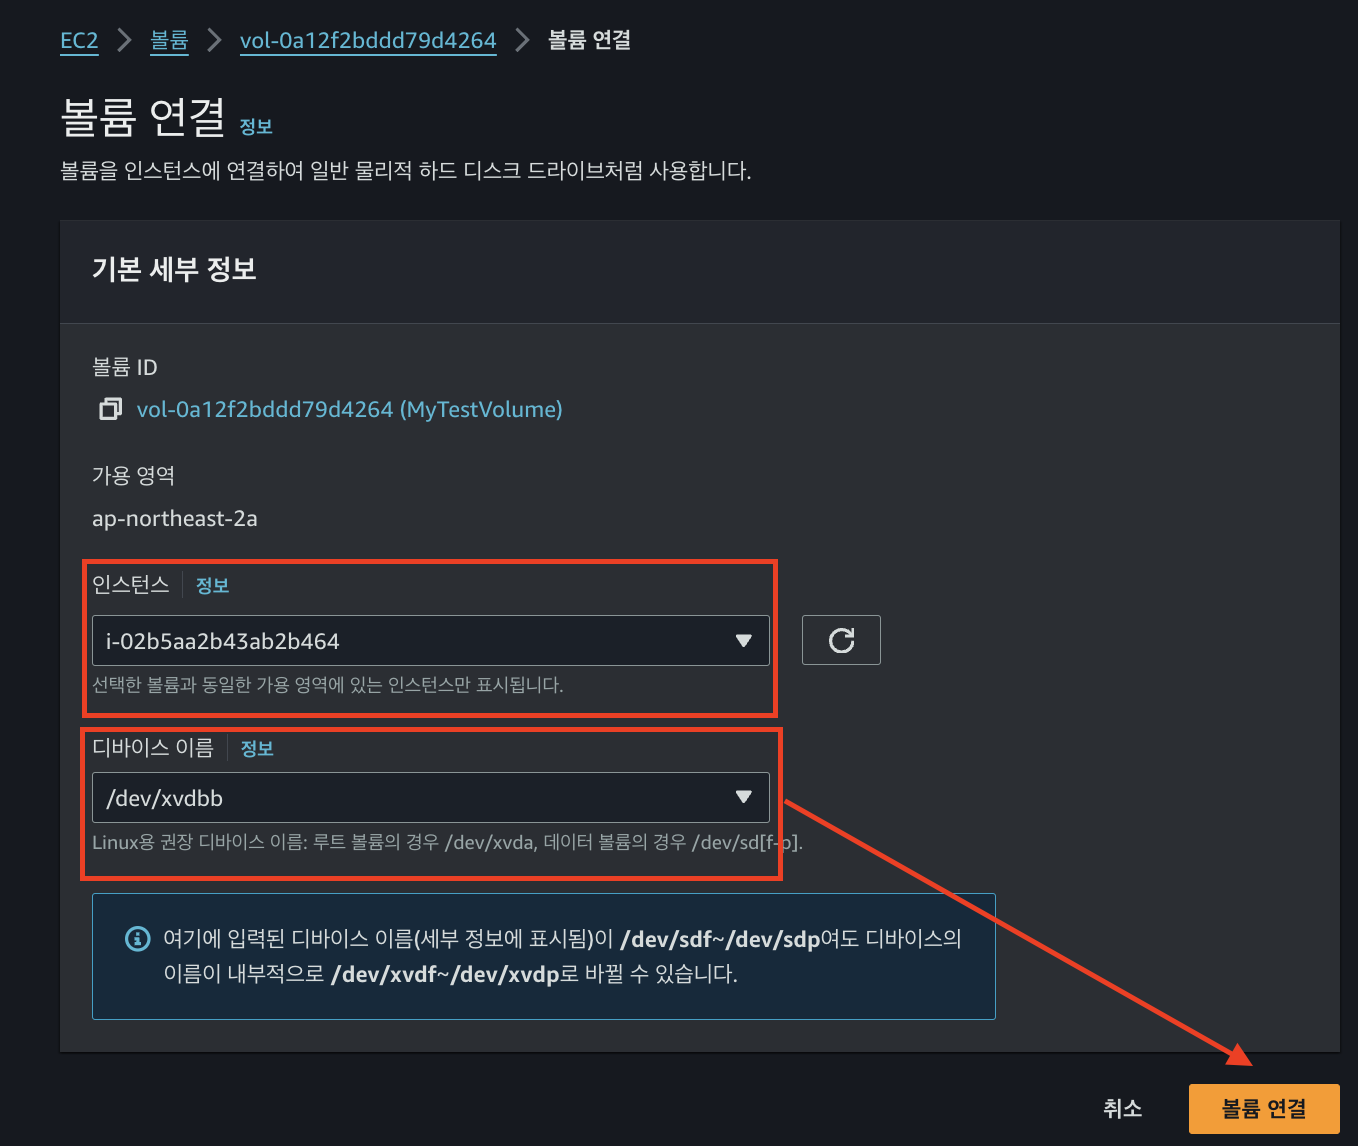 EC2 > 볼륨 > vol-0a12f2bddd79d4264 > 볼륨 연결
볼륨 연결 정보
볼륨을 인스턴스에 연결하여 일반 물리적 하드 디스크 드라이브처럼 사용합니다.
기본 세부 정보
볼륨 ID
vol-0a12f2bddd79d4264 (MyTestVolume)
가용 영역
ap-northeast-2a
인스턴스 정보
i-02b5aa2b43ab2b464
선택한 볼륨과 동일한 가용 영역에 있는 인스턴스만 표시됩니다.
디바이스 이름 정보
/dev/xvdbb
Linux용 권장 디바이스 이름: 루트 볼륨의 경우 /dev/xvda, 데이터 볼륨의 경우 /dev/sd[f-p].
여기에 입력된 디바이스 이름(세부 정보에 표시됨)이 /dev/sdf~/dev/sdp여도 디바이스의
이름이 내부적으로 /dev/xvdf~/dev/xvdp로 바뀔 수 있습니다.
취소 볼륨 연결